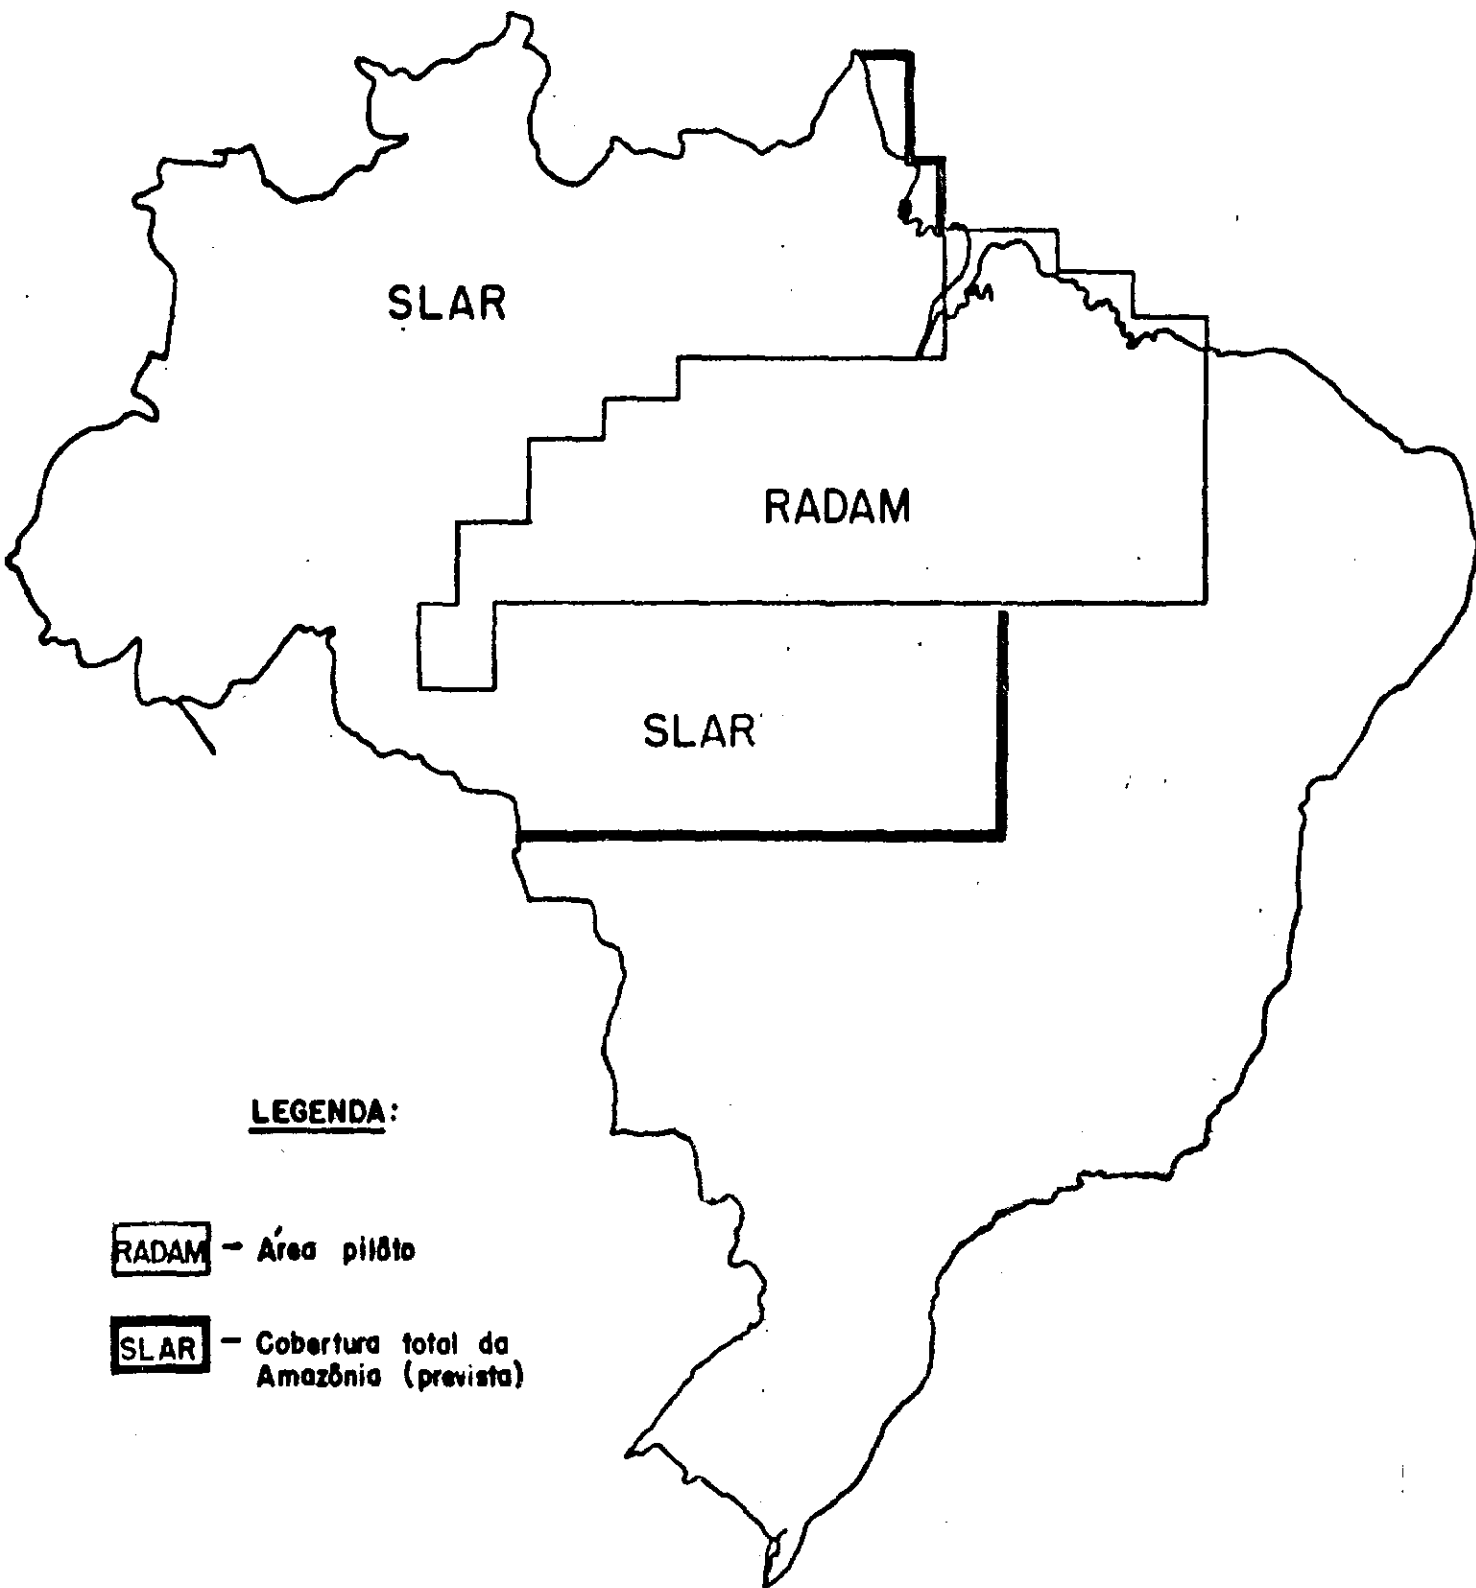 SLAR
RADAM
SLAR
LEGENDA:
RADAM - Área pilôto
SLAR - Cobertura total da
Amazônia (prevista)